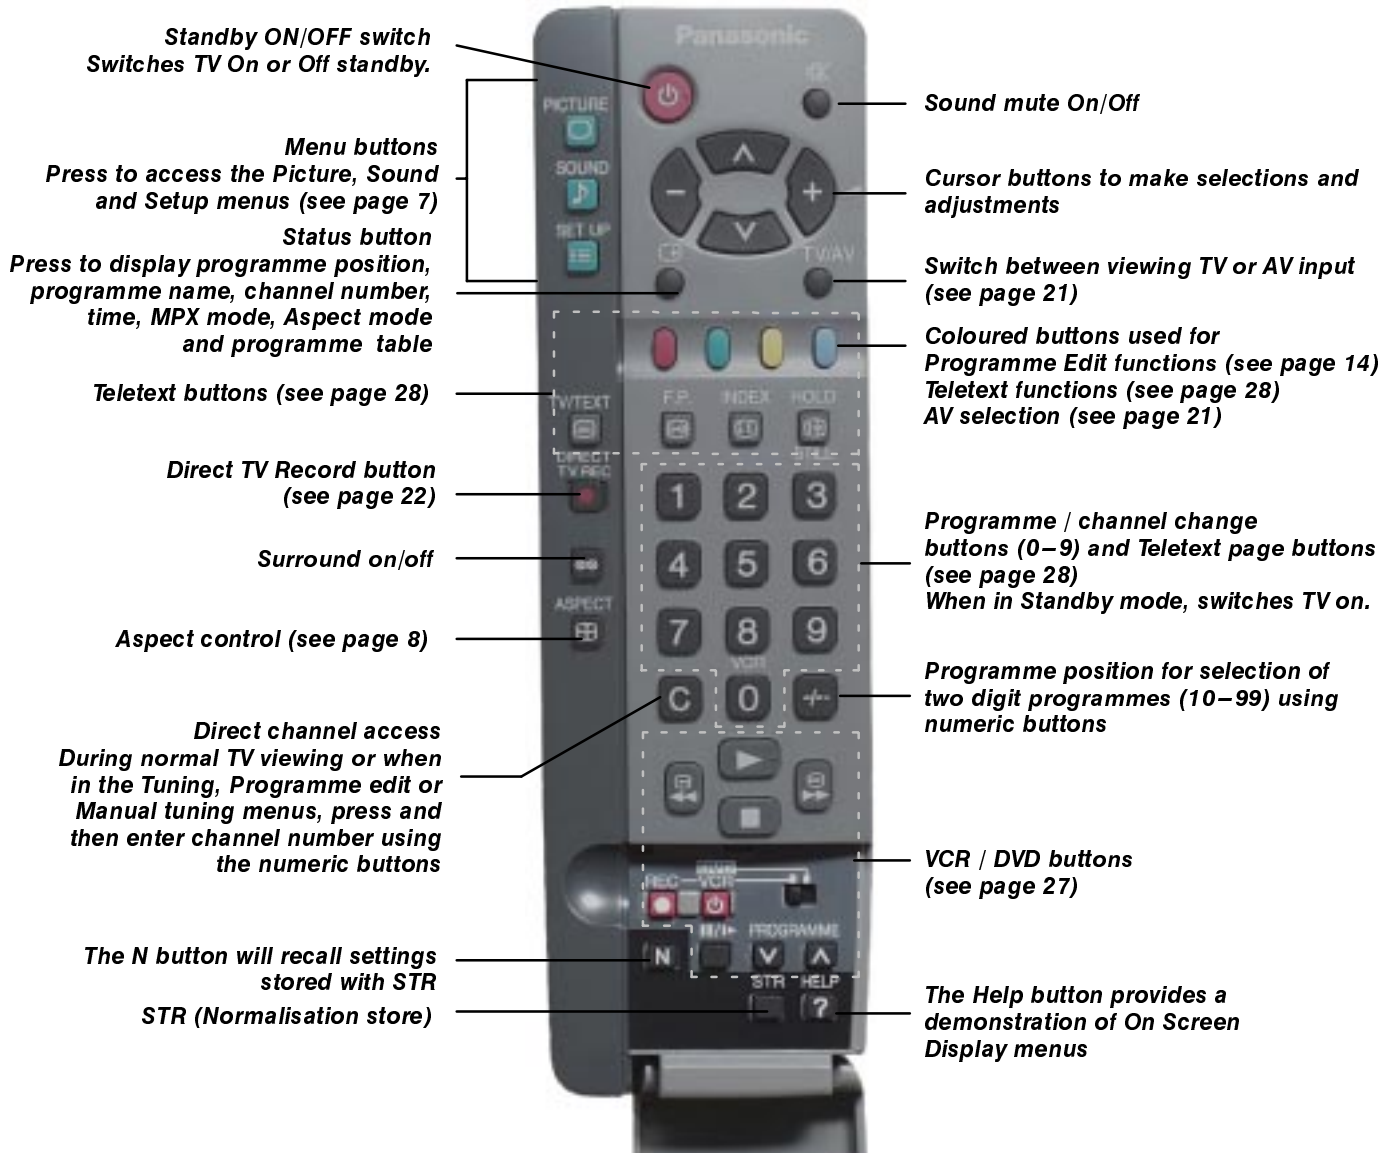 Standby ON/OFF switch
Switches TV On or Off standby.
Menu buttons
Press to access the Picture, Sound
and Setup menus (see page 7)
Status button
Press to display programme position,
programme name, channel number,
time, MPX mode, Aspect mode
and programme table
Teletext buttons (see page 28)
Direct TV Record button
(see page 22)
Surround on/off
Aspect control (see page 8)
Direct channel access
During normal TV viewing or when
in the Tuning, Programme edit or
Manual tuning menus, press and
then enter channel number using
the numeric buttons
The N button will recall settings
stored with STR
STR (Normalisation store)
Panasonic
PICTURE
SOUND
SET UP
TV/AV
F.P. INDEX HOLD
TV/TEXT
DIRECT
TV REC
STILL
1 2 3
4 5 6
ASPECT
7 8 9
VCR
C 0 -/--
REC VCR
PROGRAMME
N
STR HELP
?
Sound mute On/Off
Cursor buttons to make selections and
adjustments
Switch between viewing TV or AV input
(see page 21)
Coloured buttons used for
Programme Edit functions (see page 14)
Teletext functions (see page 28)
AV selection (see page 21)
Programme / channel change
buttons (0–9) and Teletext page buttons
(see page 28)
When in Standby mode, switches TV on.
Programme position for selection of
two digit programmes (10–99) using
numeric buttons
VCR / DVD buttons
(see page 27)
The Help button provides a
demonstration of On Screen
Display menus